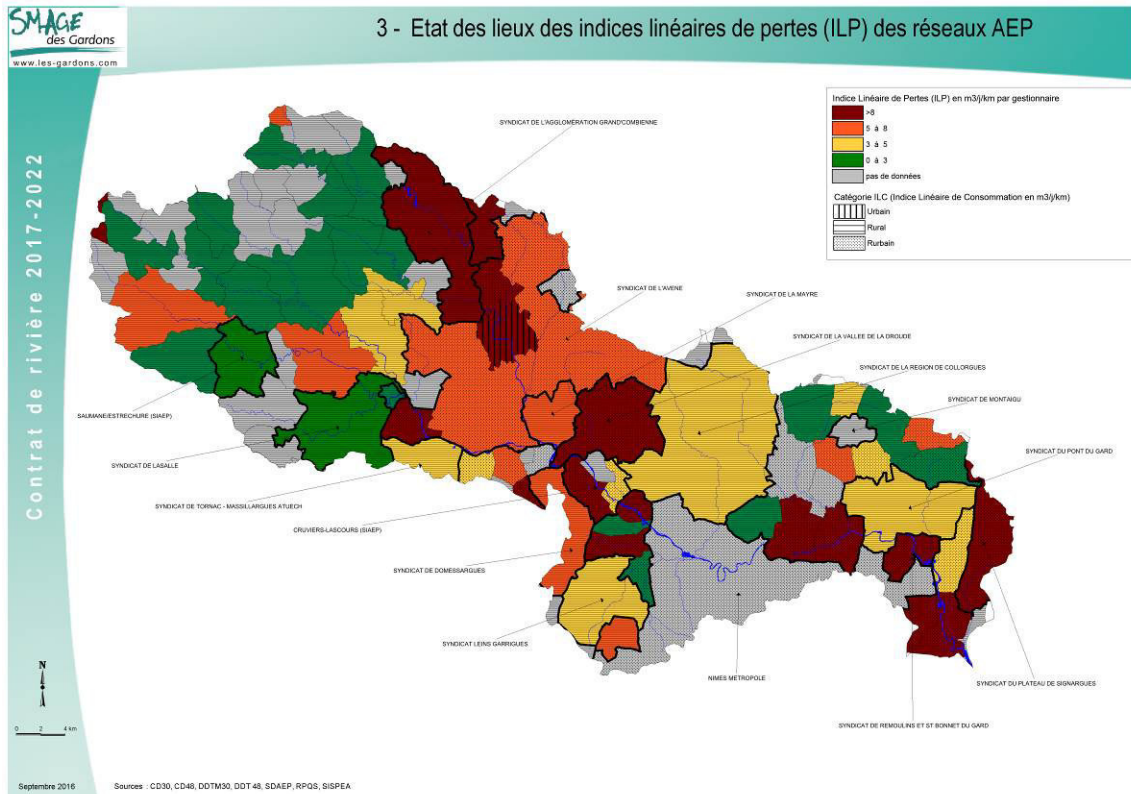 SMAGE
des Gardons
www.les-gardons.com
3 - Etat des lieux des indices linéaires de pertes (ILP) des réseaux AEP
Contrat de rivière 2017-2022
Indice Linéaire de Pertes (ILP) en m3/j/km par gestionnaire
>8
5 à 8
3 à 5
0 à 3
pas de données
Catégorie ILC (Indice Linéaire de Consommation en m3/j/km)
Urbain
Rural
Rurbain
SYNDICAT DE L'AGGLOMÉRATION GRAND'COMBIENNE
SYNDICAT DE L'AVENE
SYNDICAT DE LA MAYRE
SYNDICAT DE LA VALLEE DE LA DROUDE
SYNDICAT DE LA REGION DE COLLORGUES
SYNDICAT DE MONTAIGU
SAUMANE/ESTRECHURE (SIAEP)
SYNDICAT DU PONT DU GARD
SYNDICAT DE LASALLE
SYNDICAT DE TORNAC - MASSILLARGUES ATUECH
CRUVIERS-LASCOURS (SIAEP)
SYNDICAT DE DOMESSARGUES
SYNDICAT LEINS GARRIGUES
NIMES METROPOLE
SYNDICAT DU PLATEAU DE SIGNARGUES
SYNDICAT DE REMOULINS ET ST BONNET DU GARD
N
0 2 4 km
Septembre 2016
Sources : CD30, CD48, DDTM30, DDT 48, SDAEP, RPQS, SISPEA